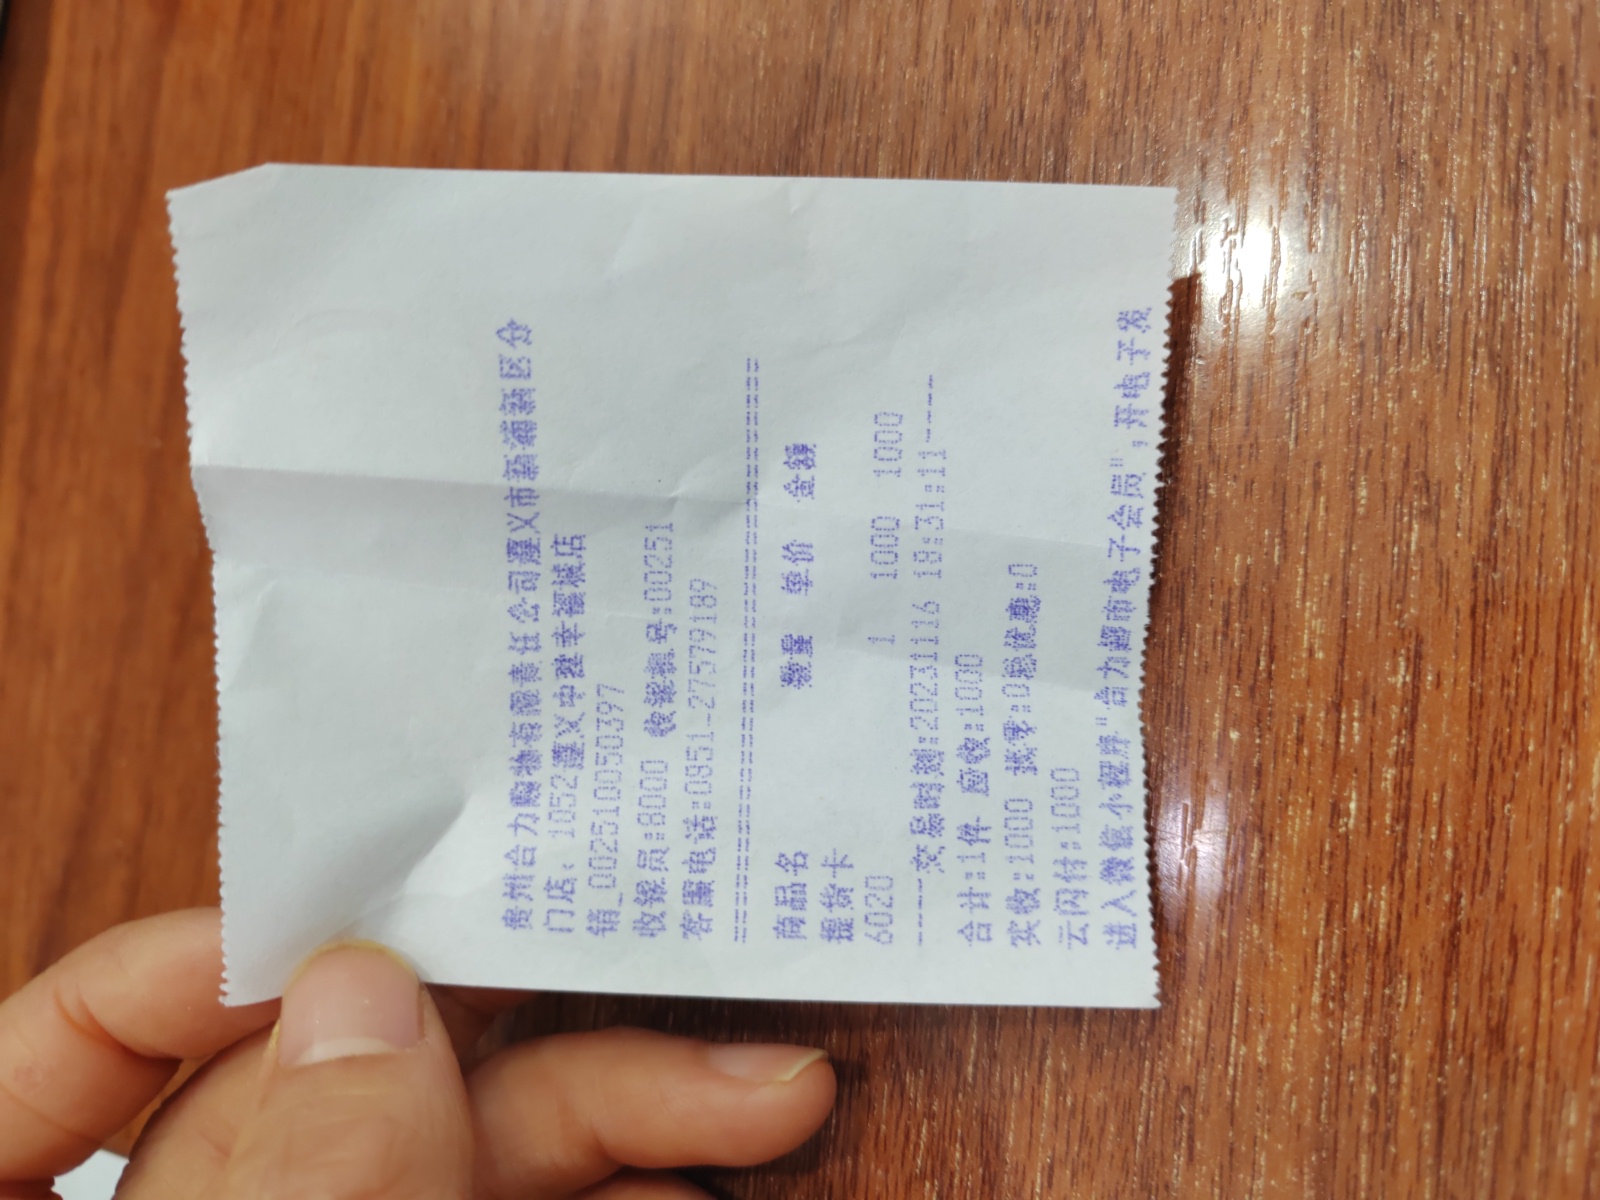 贵州合力购物有限责任公司遵义市新浦新区分
门店：1052遵义中建幸福城店
销_002510050397
收银员:8000 收银机号:00251
客服电话:0851-27579189
========================================
商品名 数量 单价 金额
提货卡
6020 1 1000 1000
----交易时刻:20231116 18:31:11----
合计:1件 应收:1000
实收:1000 找零:0总优惠:0
云闪付:1000
进入微信小程序"合力超市电子会员",开电子发